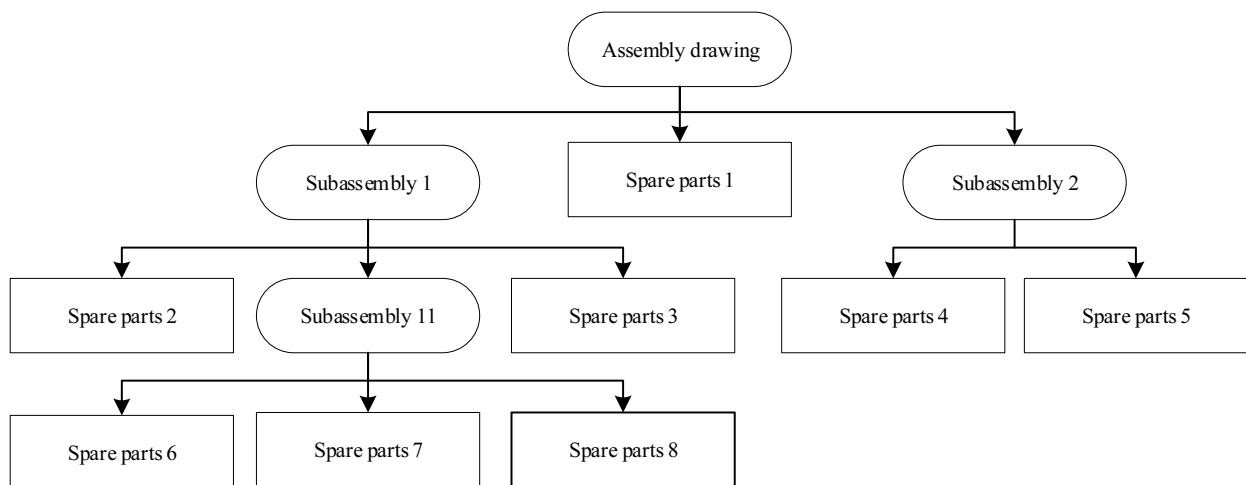 Assembly drawing
Subassembly 1
Spare parts 1
Subassembly 2
Spare parts 2
Subassembly 11
Spare parts 3
Spare parts 4
Spare parts 5
Spare parts 6
Spare parts 7
Spare parts 8